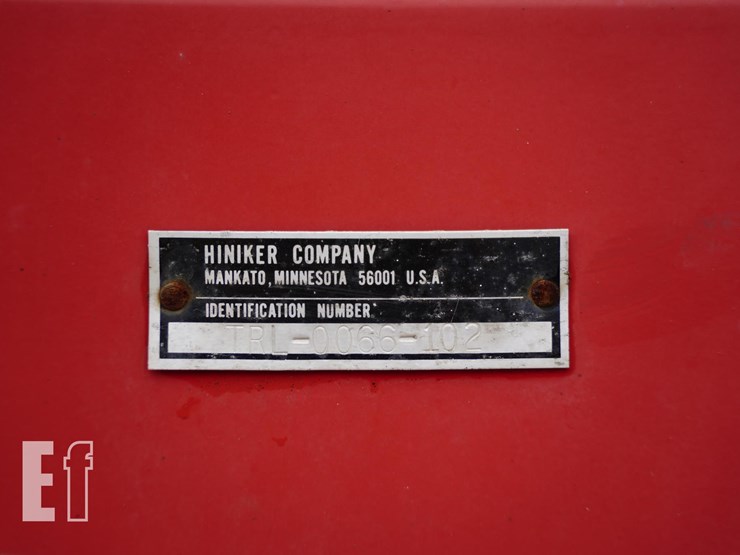 HINIKER COMPANY
MANKATO, MINNESOTA 56001 U.S.A.
IDENTIFICATION NUMBER
TRL-0066-102
Ef